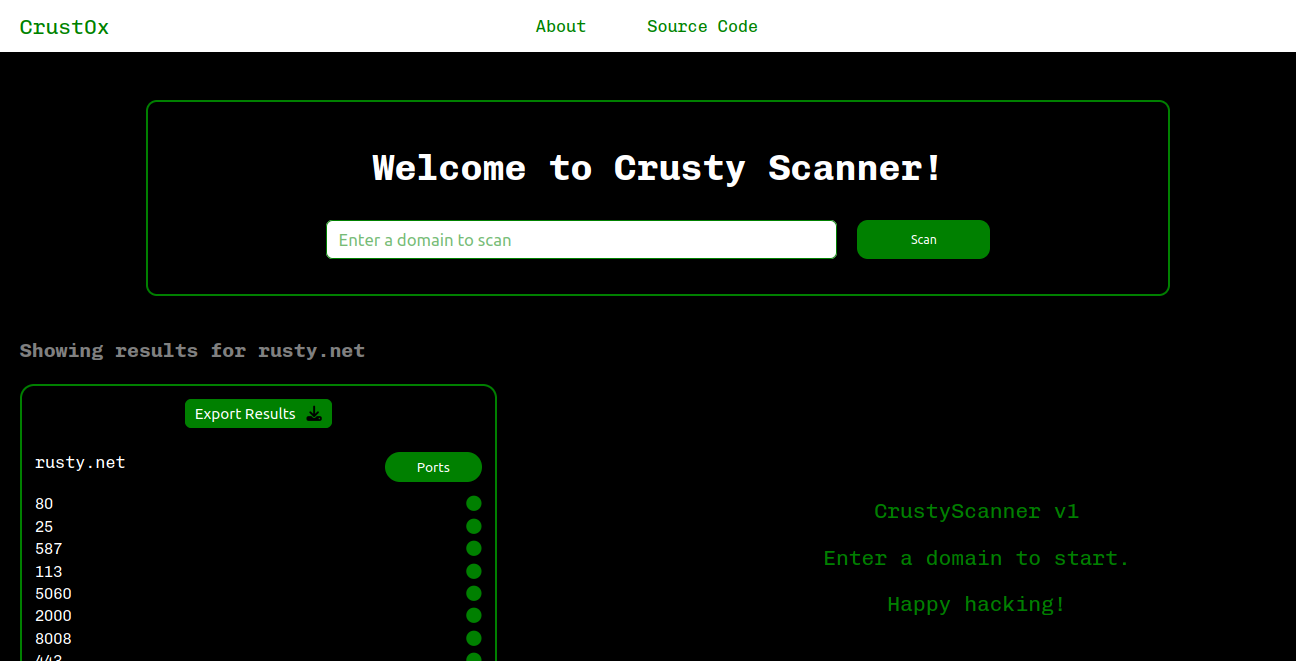 CrustOx
About
Source Code
Welcome to Crusty Scanner!
Enter a domain to scan
Scan
Showing results for rusty.net
Export Results
rusty.net
Ports
80
25
587
113
5060
2000
8008
443
CrustyScanner v1
Enter a domain to start.
Happy hacking!